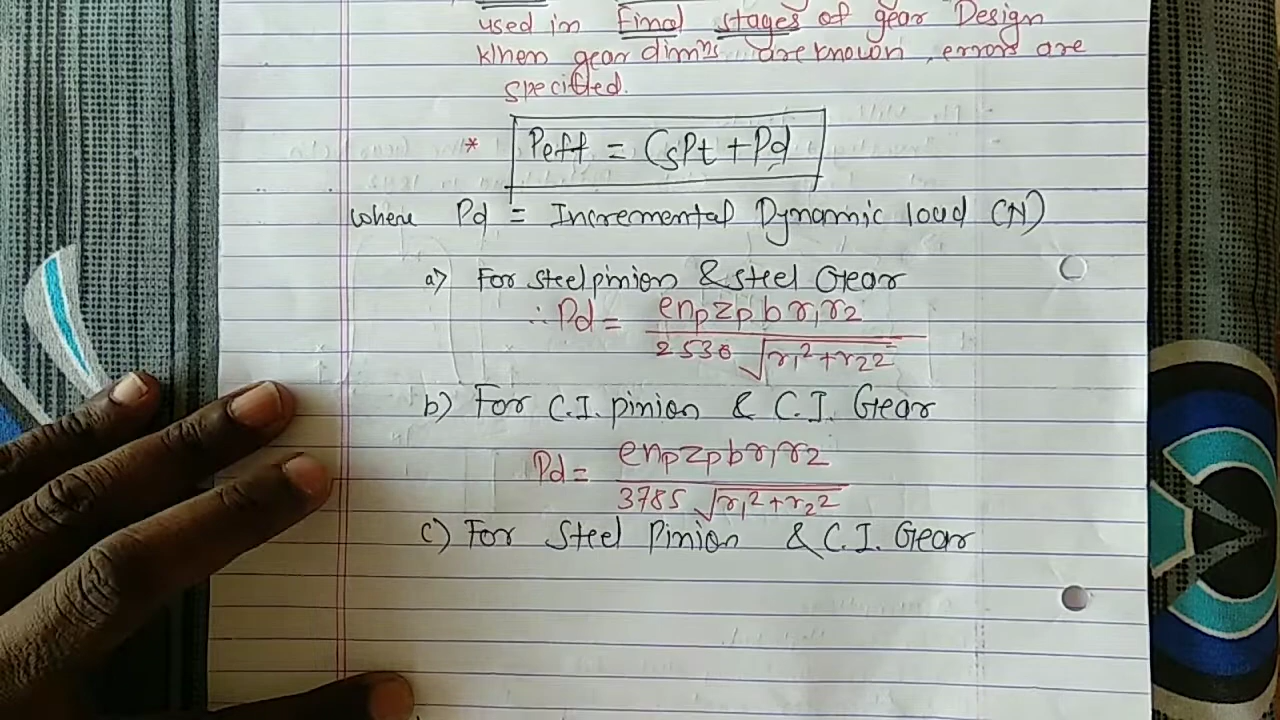 used in Final stages of gear Design
When gear dimns are known, errors are
specified.
* Peff = CsPt + Pd
where Pd = Incremental Dynamic load (N)
a) For steel pinion & steel Gear
∴ Pd = enpzpbr1r2 / 2530 √r1²+r2²
b) For C.I. pinion & C.I. Gear
Pd = enpzpbr1r2 / 3785 √r1²+r2²
c) For Steel Pinion & C.I. Gear